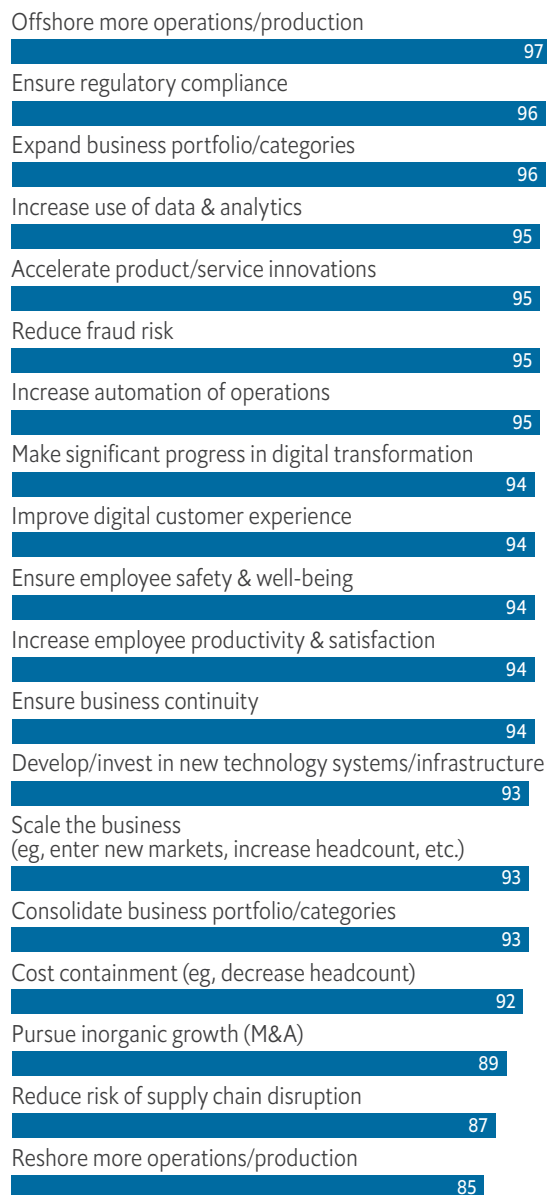 Offshore more operations/production
97
Ensure regulatory compliance
96
Expand business portfolio/categories
96
Increase use of data & analytics
95
Accelerate product/service innovations
95
Reduce fraud risk
95
Increase automation of operations
95
Make significant progress in digital transformation
94
Improve digital customer experience
94
Ensure employee safety & well-being
94
Increase employee productivity & satisfaction
94
Ensure business continuity
94
Develop/invest in new technology systems/infrastructure
93
Scale the business
(eg, enter new markets, increase headcount, etc.)
93
Consolidate business portfolio/categories
93
Cost containment (eg, decrease headcount)
92
Pursue inorganic growth (M&A)
89
Reduce risk of supply chain disruption
87
Reshore more operations/production
85